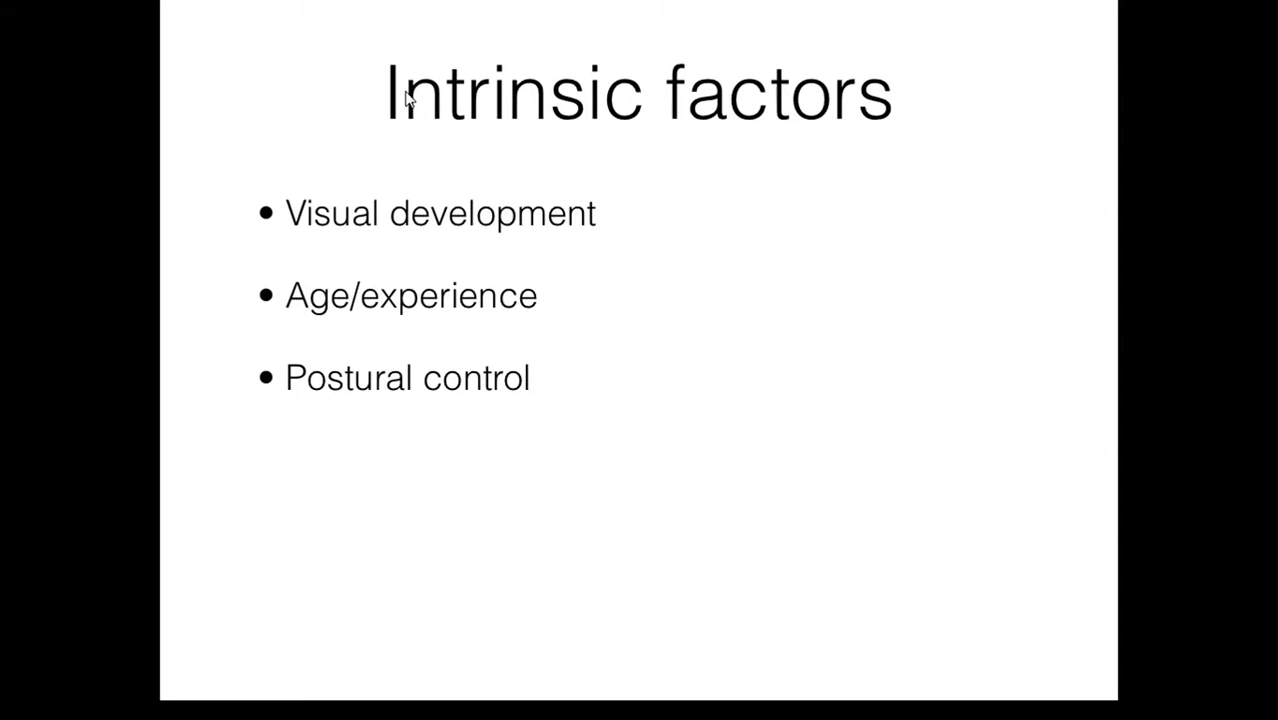 Intrinsic factors
• Visual development
• Age/experience
• Postural control